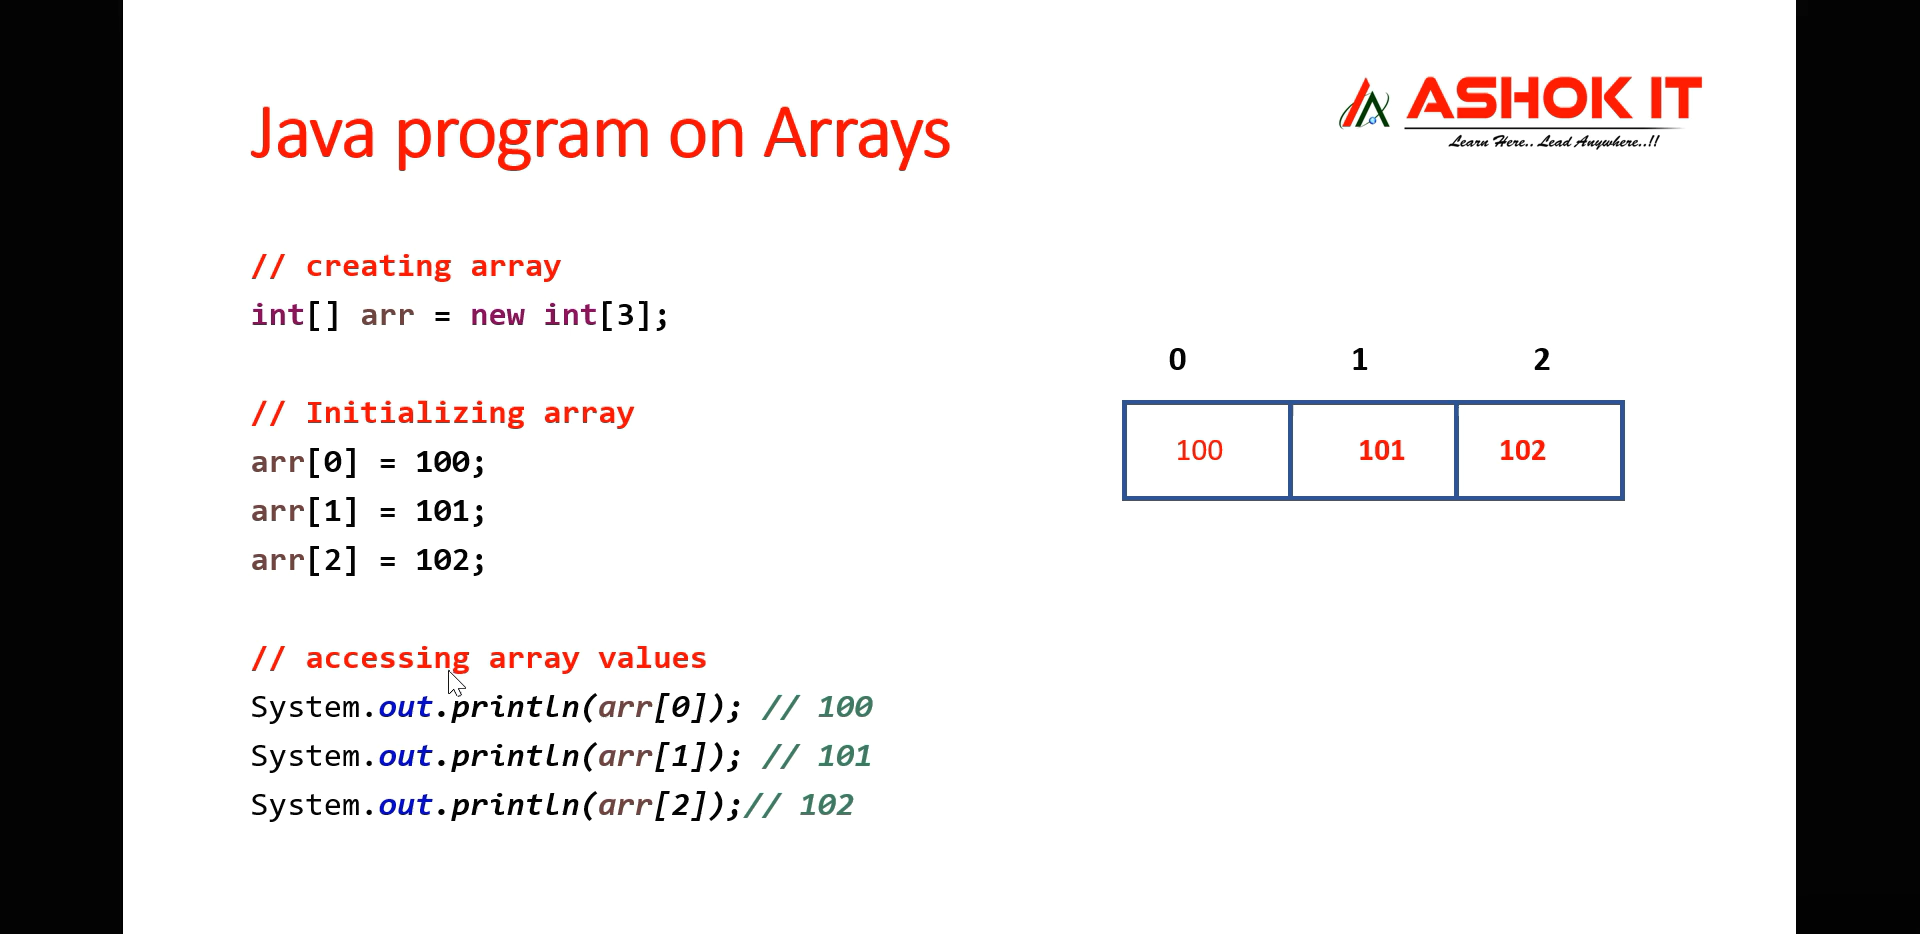 ASHOK IT
Learn Here.. Lead Anywhere..!!
Java program on Arrays
// creating array
int[] arr = new int[3];
// Initializing array
arr[0] = 100;
arr[1] = 101;
arr[2] = 102;
// accessing array values
System.out.println(arr[0]); // 100
System.out.println(arr[1]); // 101
System.out.println(arr[2]);// 102
0 1 2
100 101 102